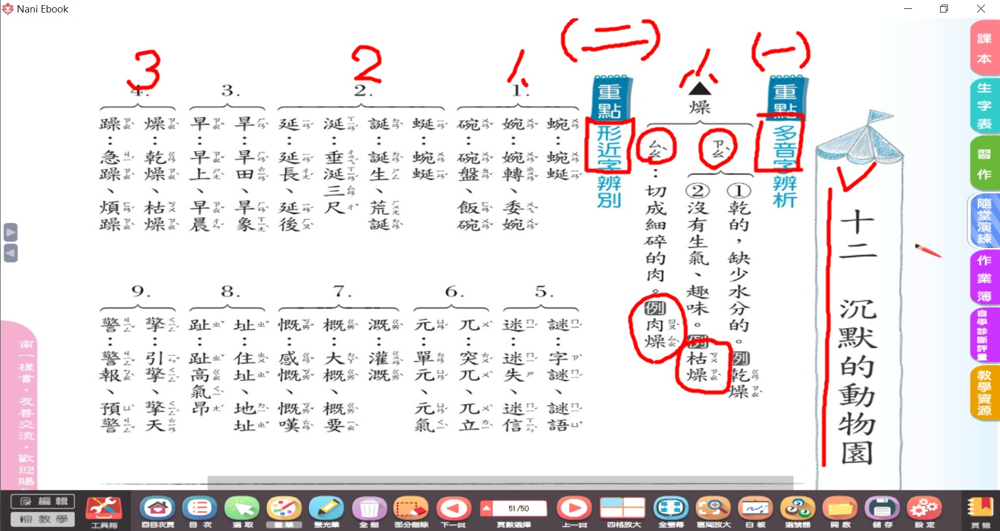 Nani Ebook
十二 沉默的動物園
(一)
重點
多音字辨析
1.
▲燥
ㄗㄠˋ
①乾的,缺少水分的。例乾燥
②沒有生氣、趣味。例枯燥
ㄙㄠˋ:切成細碎的肉。例肉燥
(二)
重點
形近字辨別
1.
1.
蜿:蜿蜒
婉:婉轉、委婉
碗:碗盤、飯碗
2
2.
蜒:蜿蜒
誕:誕生、荒誕
涎:垂涎三尺
延:延長、延後
3.
旱:旱田、旱象
早:早上、早晨
3
4.
燥:乾燥、枯燥
躁:急躁、煩躁
5.
謎:字謎、謎語
迷:迷失、迷信
6.
兀:突兀、兀立
元:單元、元氣
7.
溉:灌溉
概:大概、概要
慨:感慨、慨嘆
8.
址:住址、地址
趾:趾高氣昂
9.
擎:引擎、擎天
警:警報、預警
課本
生字表
習作
隨堂演練
作業簿
自學診斷評量
教學資源
南一樣書‧友善交流‧歡迎賜
編輯
教學
工具箱
回目次頁
目次
選取
畫筆
螢光筆
全刪
部分刪除
下一頁
51/50
頁數選擇
上一頁
四格放大
全螢幕
區間放大
白板
選號器
開啟
儲存
設定
頁籤